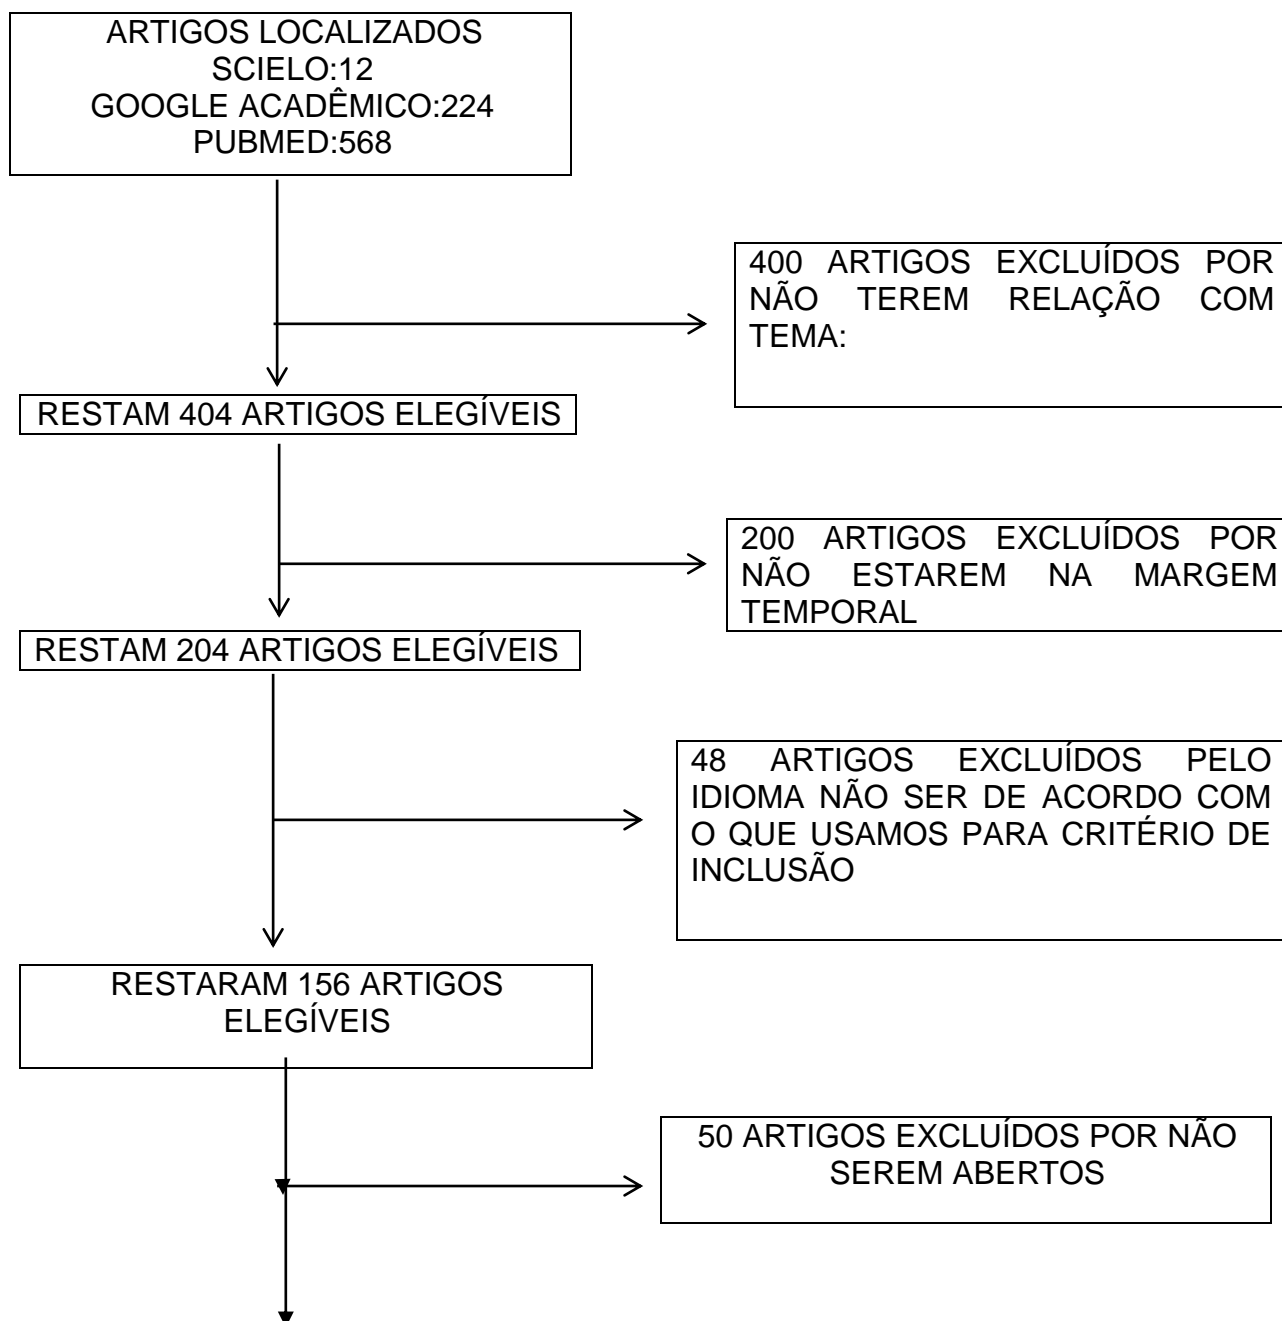 ARTIGOS LOCALIZADOS
SCIELO:12
GOOGLE ACADÊMICO:224
PUBMED:568
400 ARTIGOS EXCLUÍDOS POR
NÃO TEREM RELAÇÃO COM
TEMA:
RESTAM 404 ARTIGOS ELEGÍVEIS
200 ARTIGOS EXCLUÍDOS POR
NÃO ESTAREM NA MARGEM
TEMPORAL
RESTAM 204 ARTIGOS ELEGÍVEIS
48 ARTIGOS EXCLUÍDOS PELO
IDIOMA NÃO SER DE ACORDO COM
O QUE USAMOS PARA CRITÉRIO DE
INCLUSÃO
RESTARAM 156 ARTIGOS
ELEGÍVEIS
50 ARTIGOS EXCLUÍDOS POR NÃO
SEREM ABERTOS